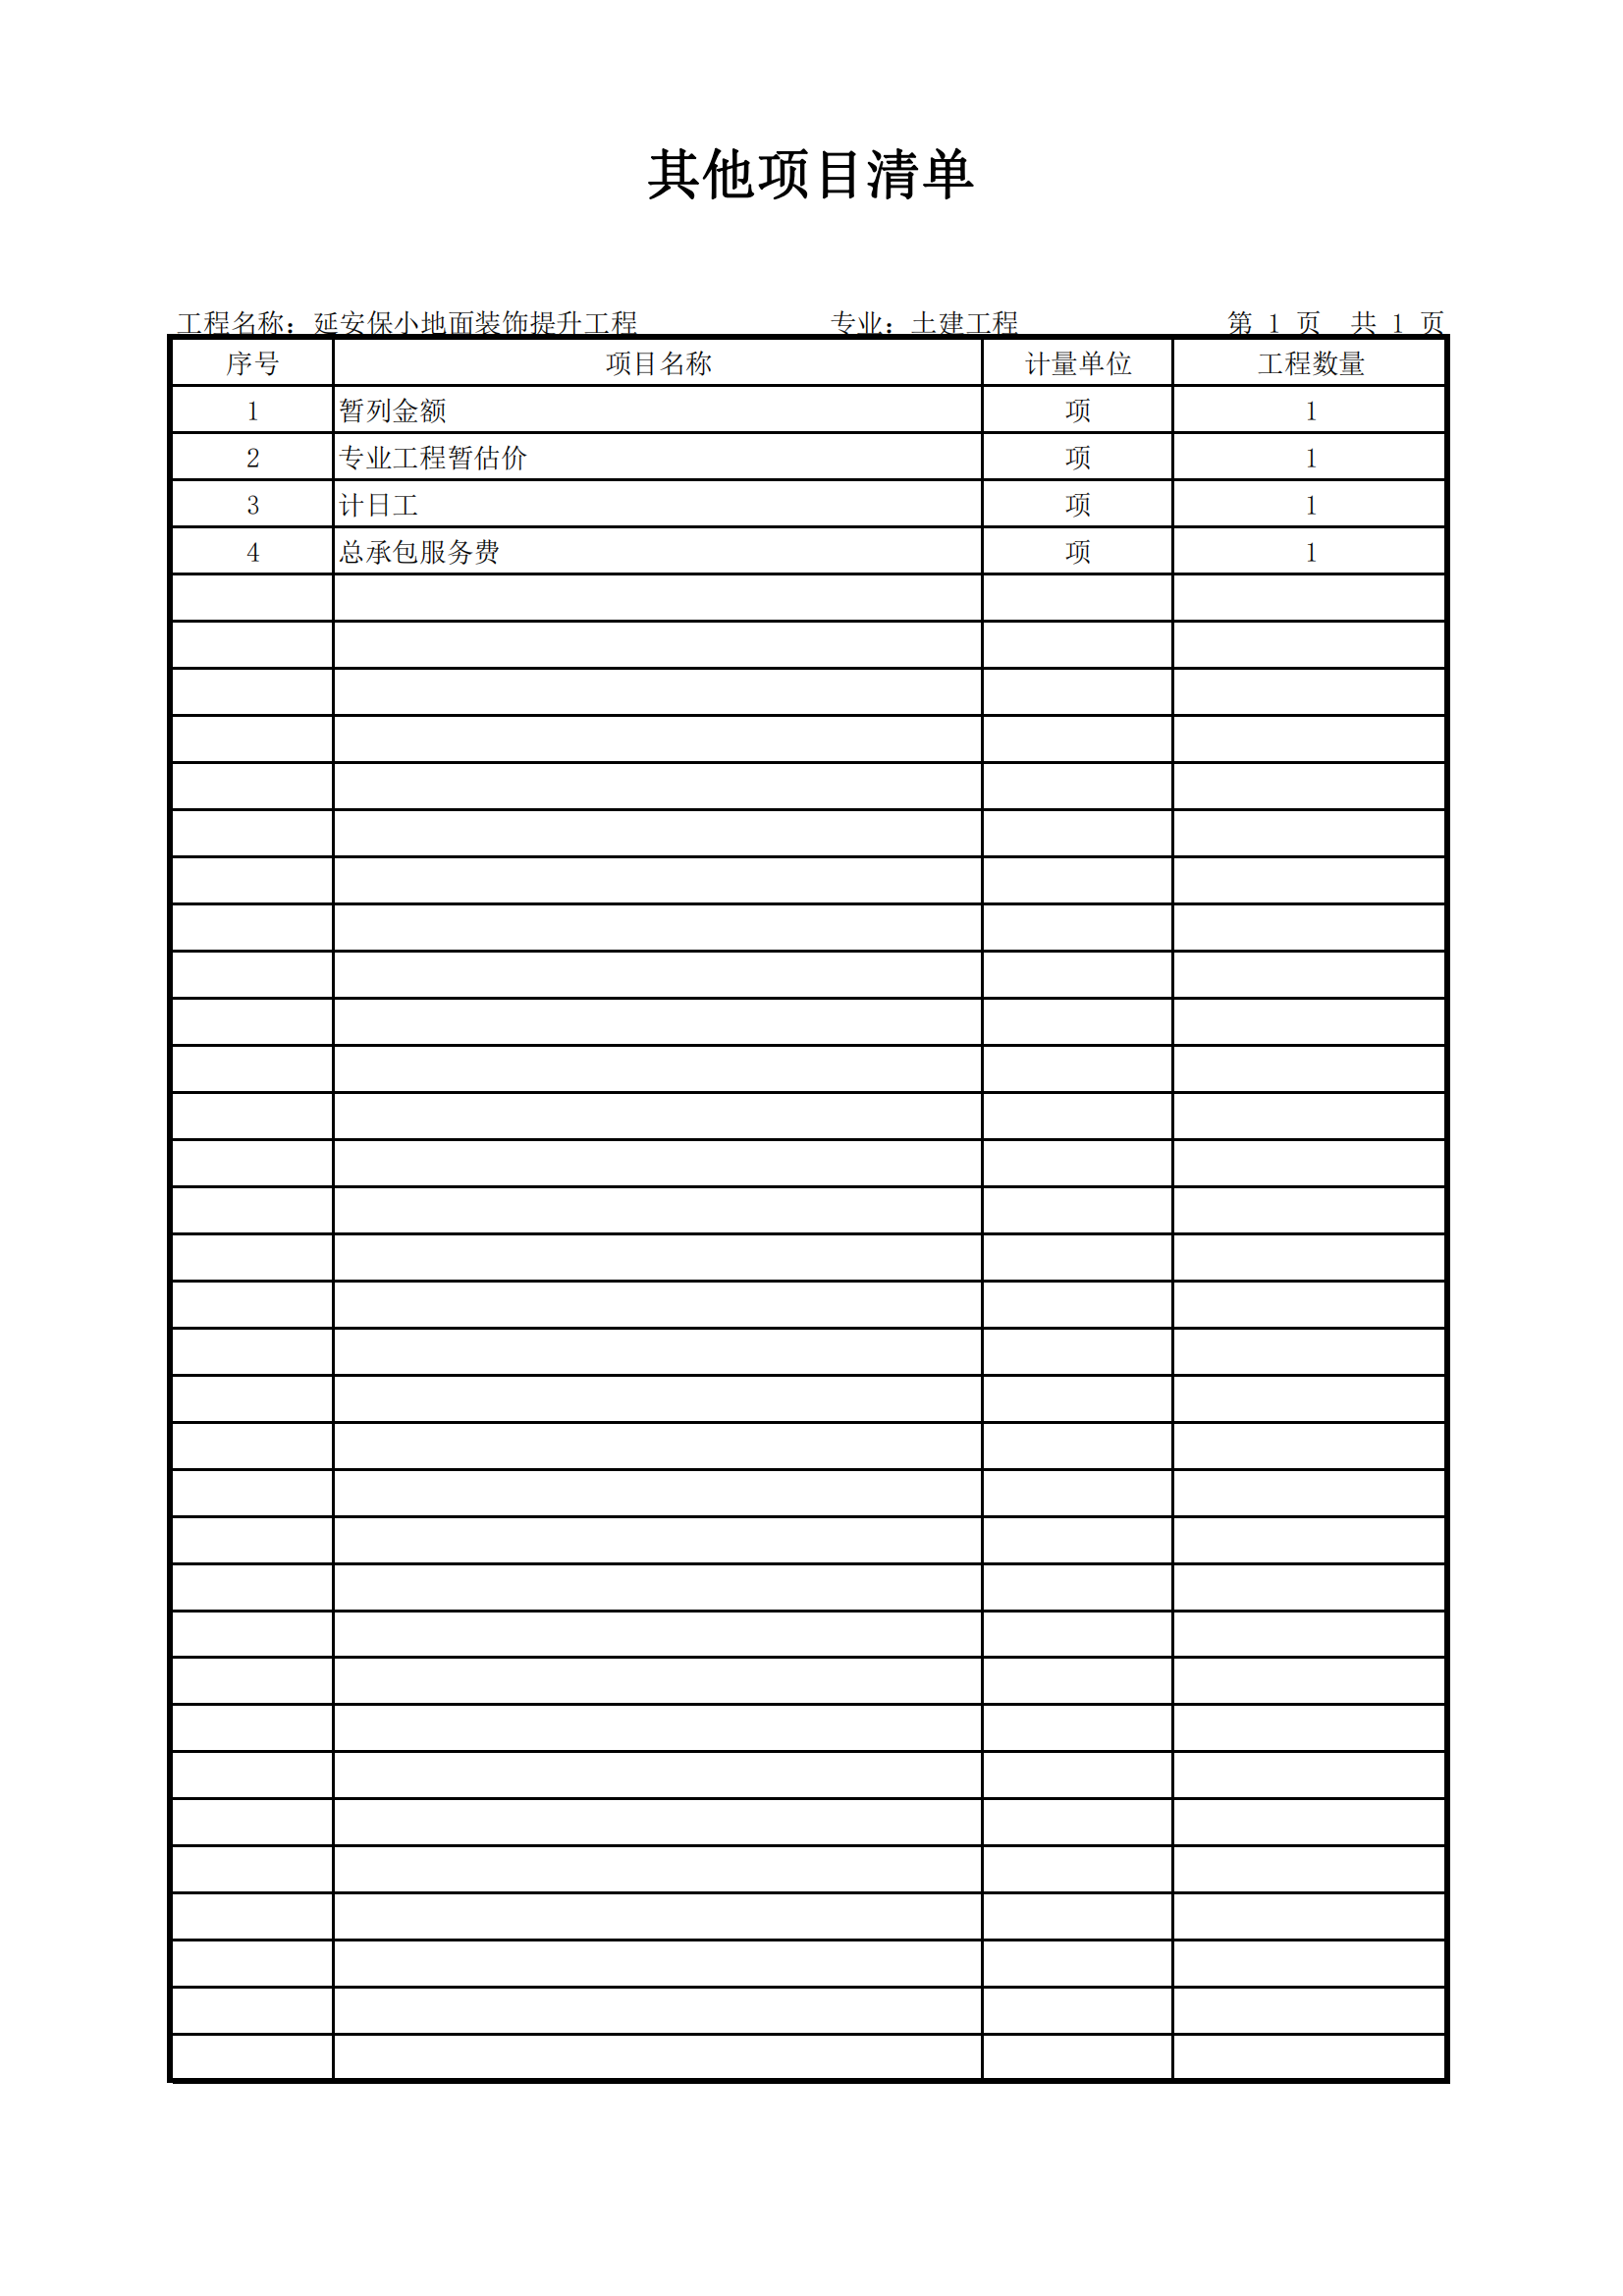 其他项目清单
工程名称：延安保小地面装饰提升工程 专业：土建工程 第 1 页 共 1 页
序号 项目名称 计量单位 工程数量
1 暂列金额 项 1
2 专业工程暂估价 项 1
3 计日工 项 1
4 总承包服务费 项 1